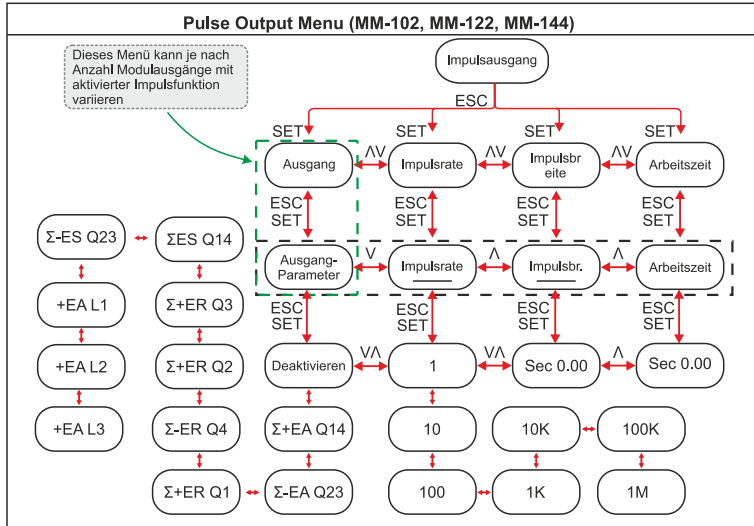 Pulse Output Menu (MM-102, MM-122, MM-144)
Dieses Menü kann je nach
Anzahl Modulausgänge mit
aktivierter Impulsfunktion
variieren
Impulsausgang
ESC
SET SET SET SET
Ausgang ΛV Impulsrate ΛV Impulsbr
eite ΛV Arbeitszeit
ESC ESC ESC ESC
SET SET SET SET
Σ-ES Q23 ΣES Q14
Ausgang-
Parameter V Impulsrate Λ Impulsbr. Λ Arbeitszeit
+EA L1 Σ+ER Q3
ESC ESC ESC ESC
SET SET SET SET
+EA L2 Σ+ER Q2 Deaktivieren VΛ 1 VΛ Sec 0.00 Λ Sec 0.00
+EA L3 Σ-ER Q4 Σ+EA Q14 10 10K 100K
Σ+ER Q1 Σ-EA Q23 100 1K 1M